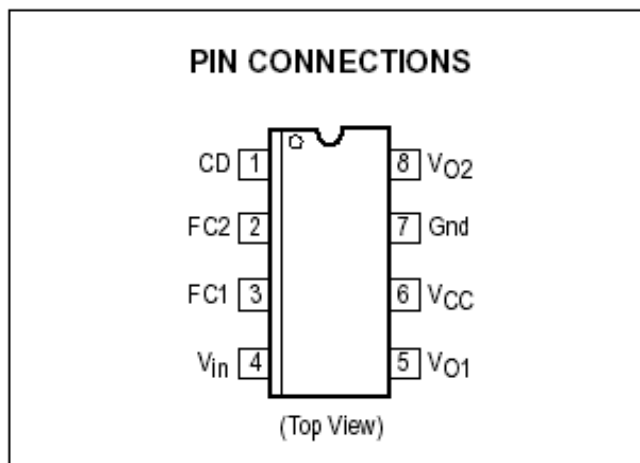 PIN CONNECTIONS
CD 1 8 VO2
FC2 2 7 Gnd
FC1 3 6 VCC
Vin 4 5 VO1
(Top View)